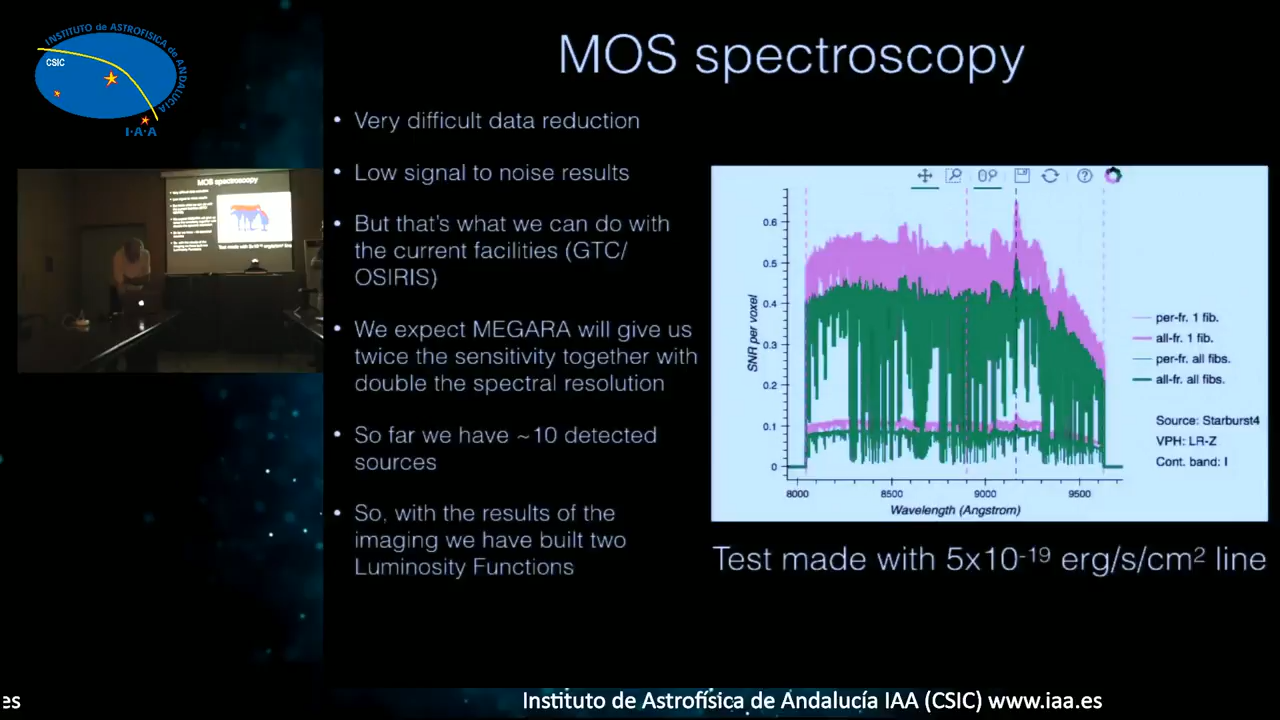 INSTITUTO de ASTROFÍSICA de ANDALUCÍA
CSIC
I·A·A
MOS spectroscopy
• Very difficult data reduction
• Low signal to noise results
• But that's what we can do with
the current facilities (GTC/
OSIRIS)
• We expect MEGARA will give us
twice the sensitivity together with
double the spectral resolution
• So far we have ~10 detected
sources
• So, with the results of the
imaging we have built two
Luminosity Functions
SNR per voxel
0.6
0.5
0.4
0.3
0.2
0.1
0
8000 8500 9000 9500
Wavelength (Angstrom)
per-fr. 1 fib.
all-fr. 1 fib.
per-fr. all fibs.
all-fr. all fibs.
Source: Starburst4
VPH: LR-Z
Cont. band: I
Test made with 5x10-19 erg/s/cm2 line
MOS spectroscopy
es
Instituto de Astrofísica de Andalucía IAA (CSIC) www.iaa.es